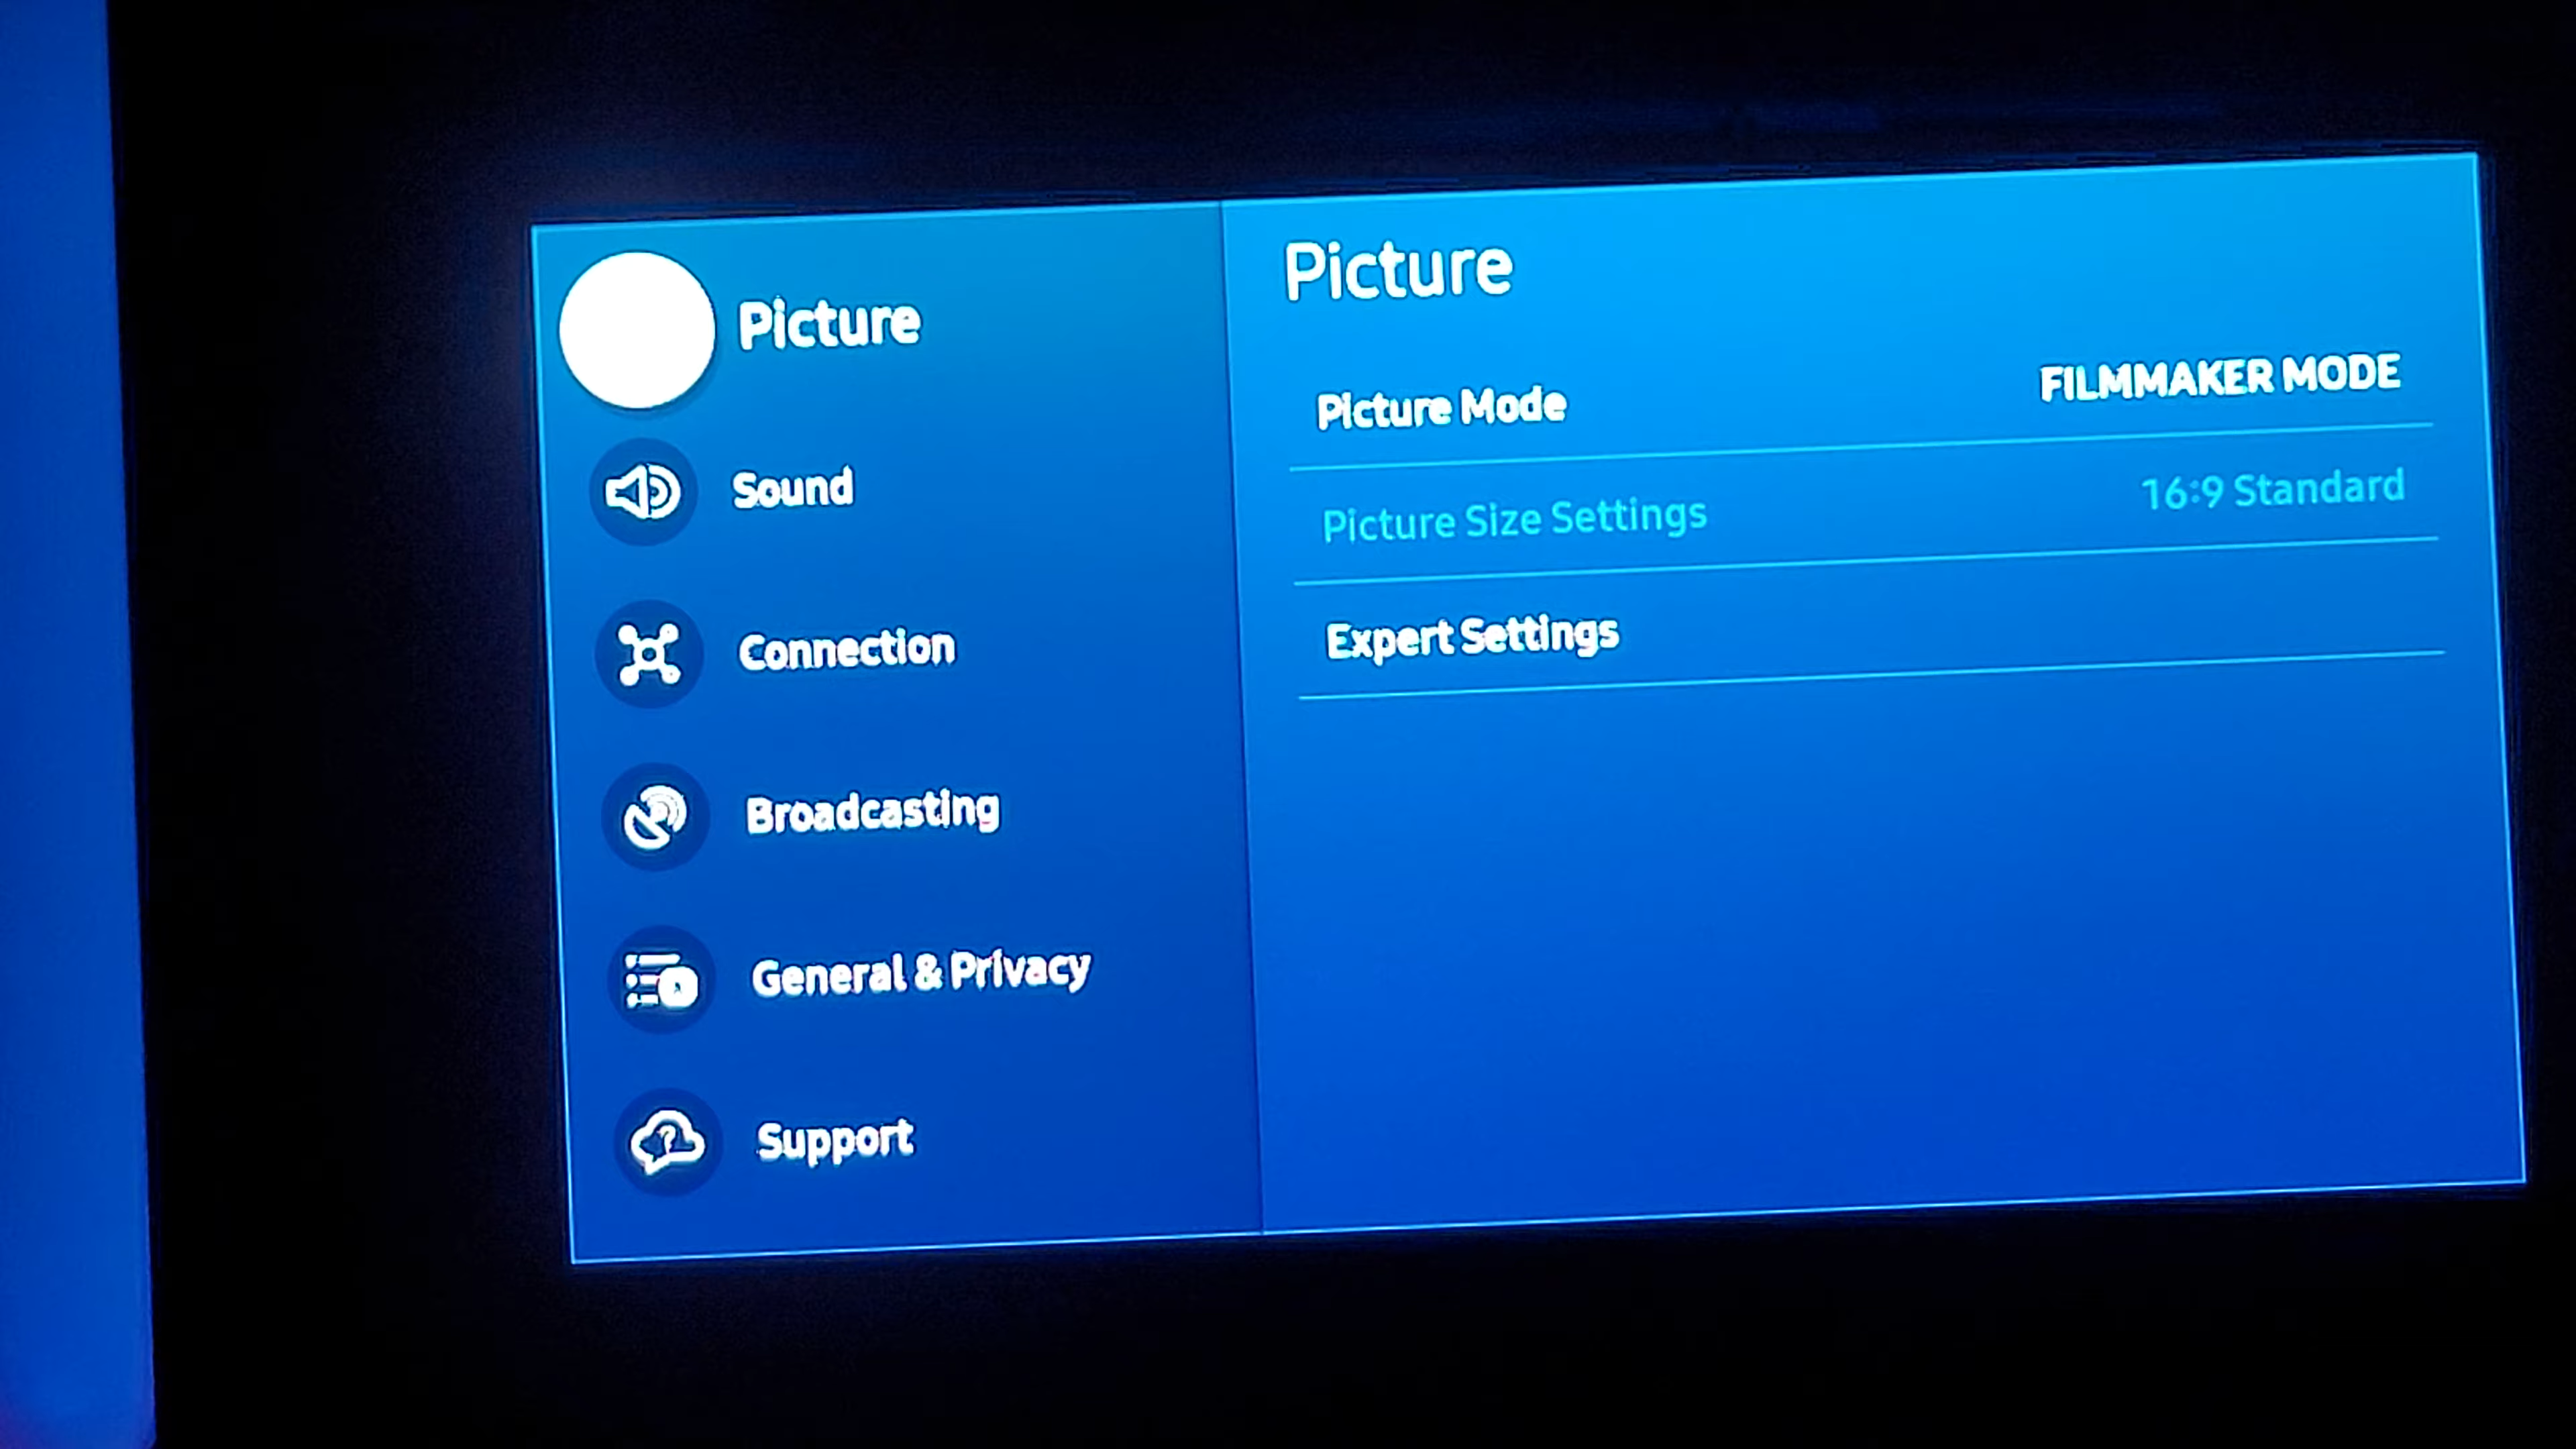 Picture
Sound
Connection
Broadcasting
General & Privacy
Support
Picture
Picture Mode FILMMAKER MODE
Picture Size Settings 16:9 Standard
Expert Settings